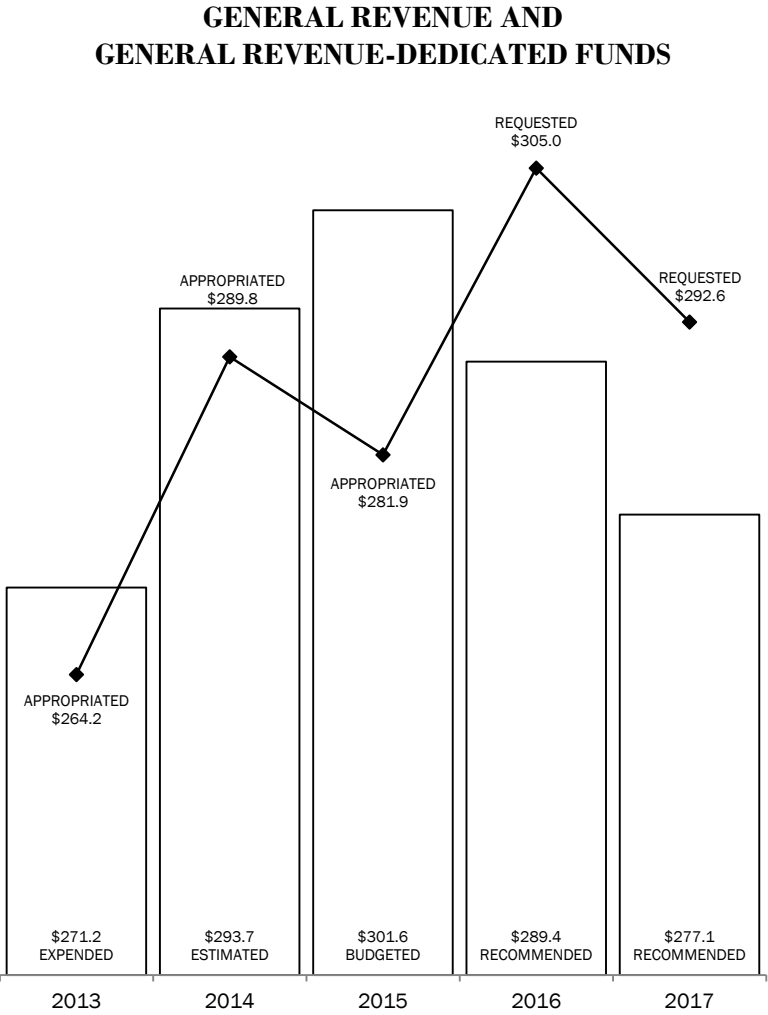 GENERAL REVENUE AND
GENERAL REVENUE-DEDICATED FUNDS
REQUESTED
$305.0
APPROPRIATED
$289.8
REQUESTED
$292.6
APPROPRIATED
$281.9
APPROPRIATED
$264.2
$271.2
EXPENDED
$293.7
ESTIMATED
$301.6
BUDGETED
$289.4
RECOMMENDED
$277.1
RECOMMENDED
2013
2014
2015
2016
2017